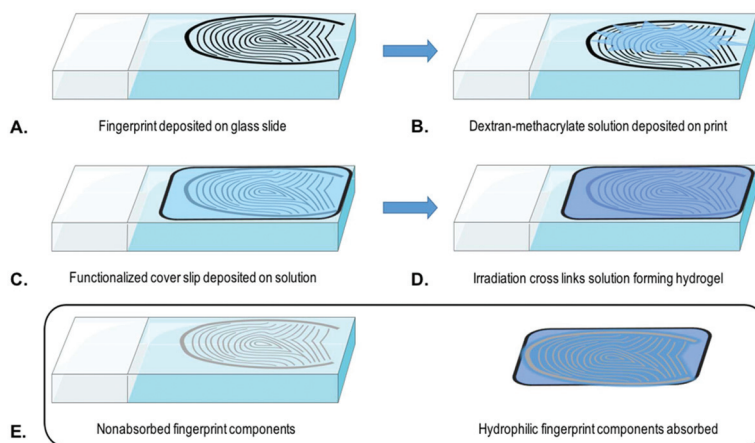 A. Fingerprint deposited on glass slide
B. Dextran-methacrylate solution deposited on print
C. Functionalized cover slip deposited on solution
D. Irradiation cross links solution forming hydrogel
E. Nonabsorbed fingerprint components
Hydrophilic fingerprint components absorbed